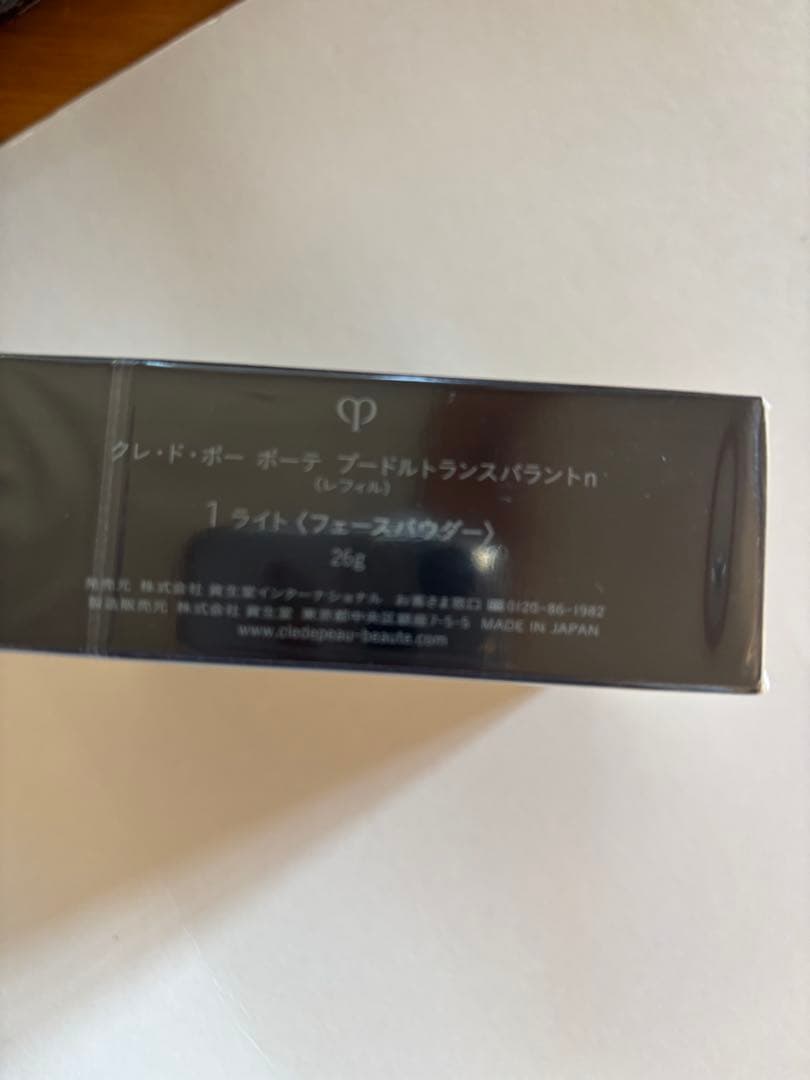 クレ・ド・ポー ボーテ プードルトランスパラントn
(レフィル)
1 ライト〈フェースパウダー〉
26g
発売元 株式会社 資生堂インターナショナル お客さま窓口 0120-86-1982
製造販売元 株式会社 資生堂 東京都中央区銀座7-5-5 MADE IN JAPAN
www.cledepeau-beaute.com